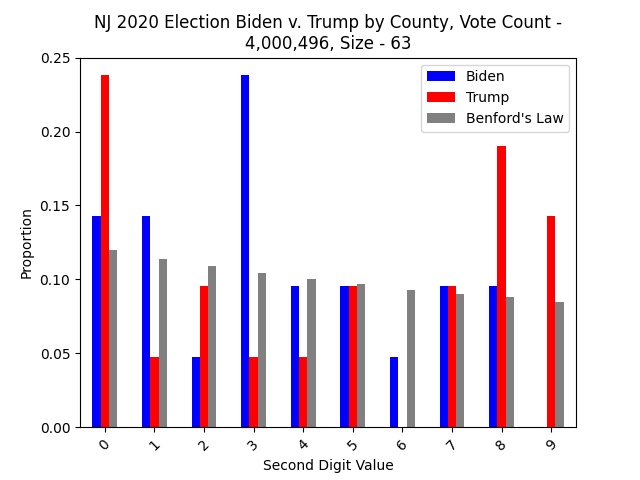 NJ 2020 Election Biden v. Trump by County, Vote Count -
4,000,496, Size - 63
Biden
Trump
Benford's Law
Proportion
0.25
0.20
0.15
0.10
0.05
0.00
0 1 2 3 4 5 6 7 8 9
Second Digit Value